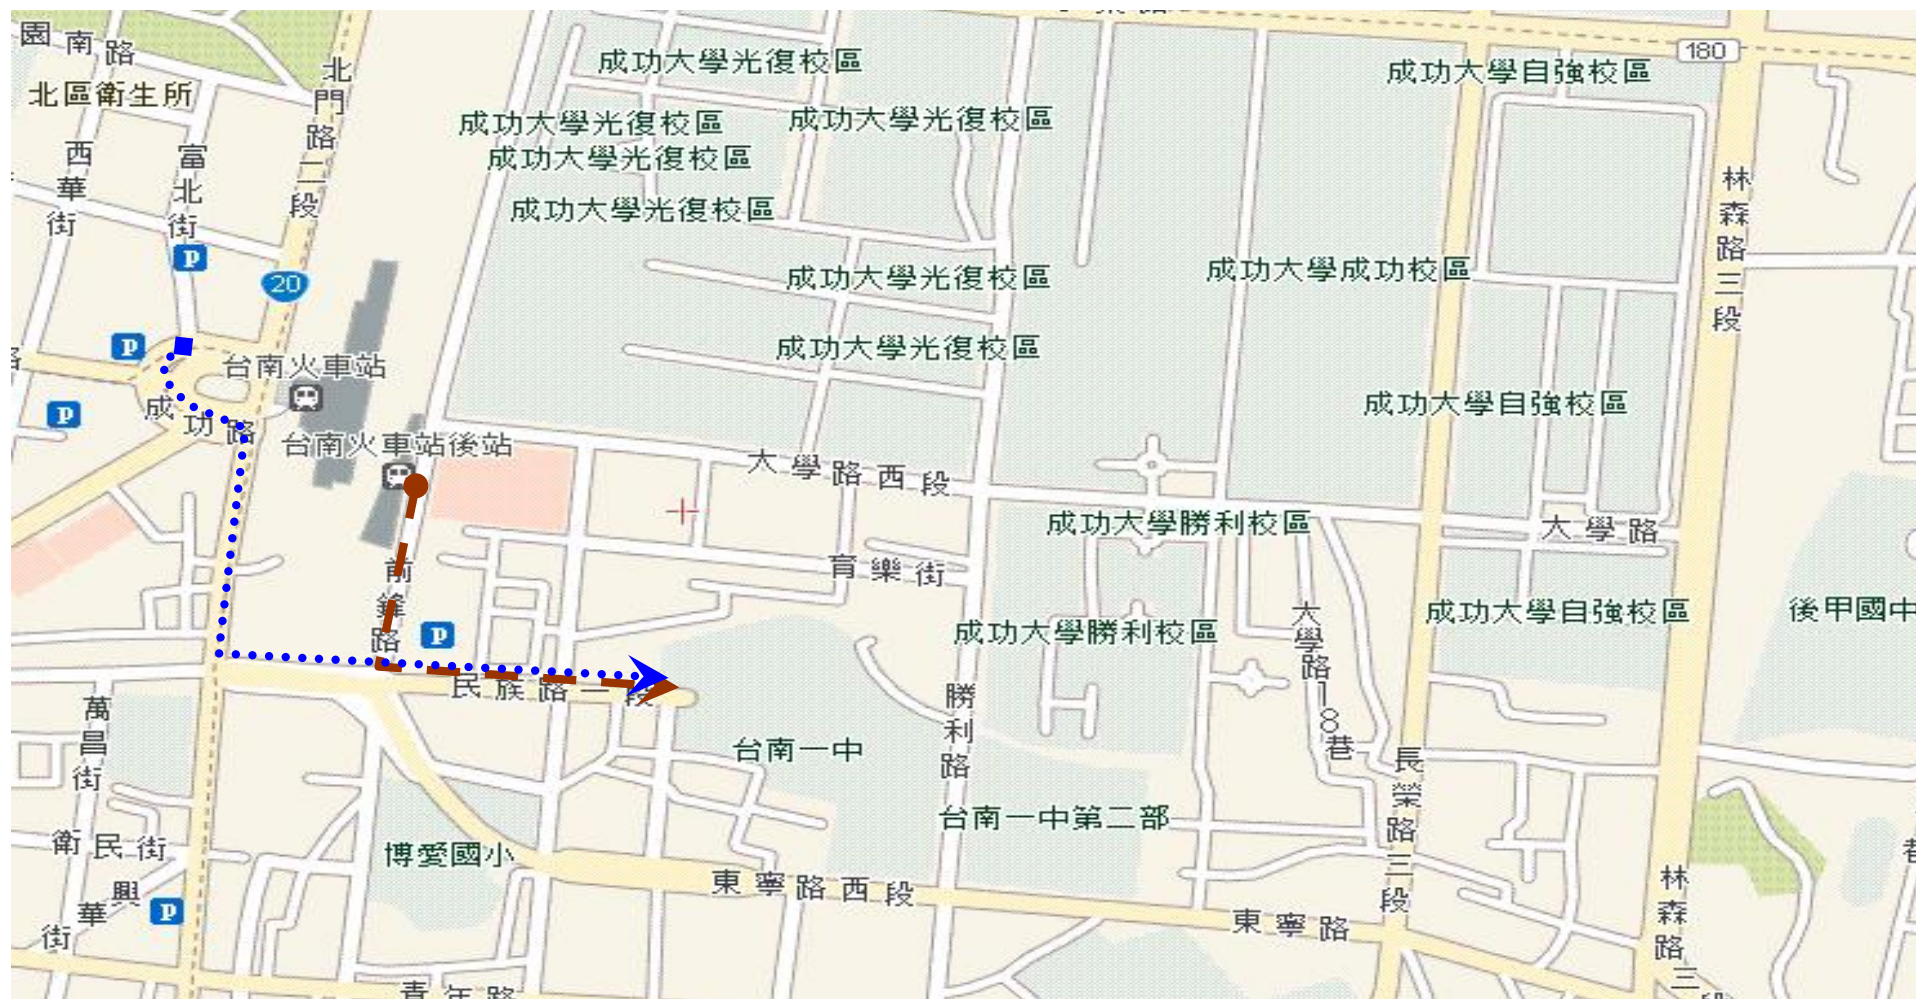 園南路
北區衛生所
西華街
富北街
北門路二段
20
成功大學光復校區
成功大學光復校區
成功大學光復校區
成功大學光復校區
成功大學光復校區
成功大學光復校區
成功大學光復校區
成功大學自強校區
180
林森路三段
成功大學成功校區
成功大學自強校區
P
P
P
台南火車站
成功路
台南火車站後站
大學路西段
成功大學勝利校區
大學路
育樂街
前鋒路
P
成功大學勝利校區
大學路18巷
成功大學自強校區
後甲國中
民族路一段
勝利路
台南一中
萬昌街
長榮路三段
台南一中第二部
衛民街
博愛國小
東寧路西段
華興街
P
東寧路
林森路三段
青年路